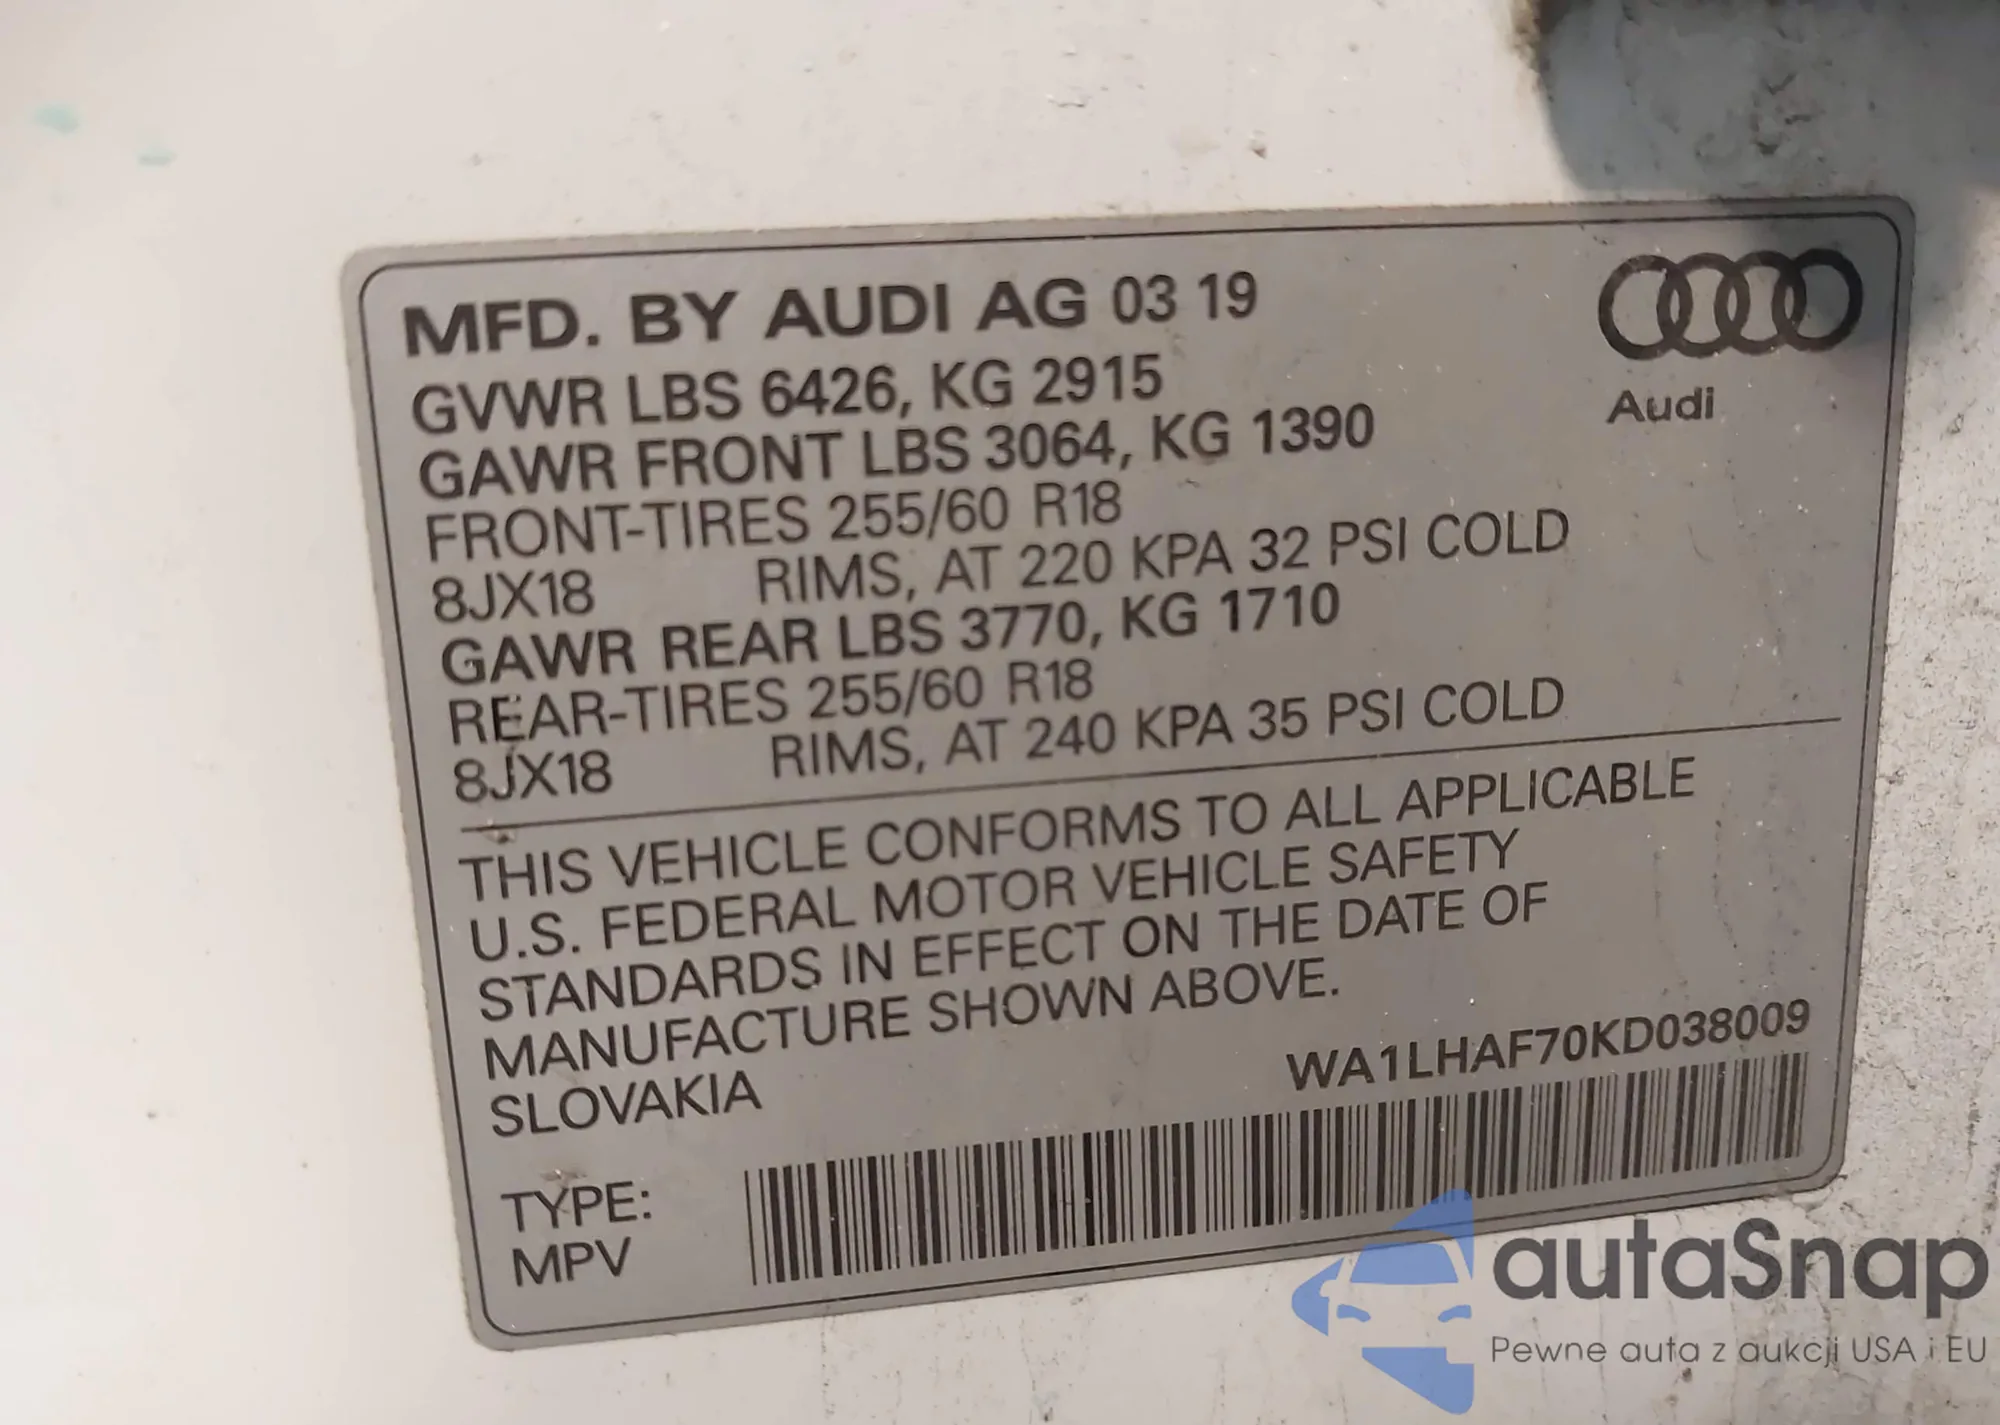 MFD. BY AUDI AG 03 19
GVWR LBS 6426, KG 2915
GAWR FRONT LBS 3064, KG 1390
FRONT-TIRES 255/60 R18
8JX18 RIMS, AT 220 KPA 32 PSI COLD
GAWR REAR LBS 3770, KG 1710
REAR-TIRES 255/60 R18
8JX18 RIMS, AT 240 KPA 35 PSI COLD
Audi
THIS VEHICLE CONFORMS TO ALL APPLICABLE
U.S. FEDERAL MOTOR VEHICLE SAFETY
STANDARDS IN EFFECT ON THE DATE OF
MANUFACTURE SHOWN ABOVE.
SLOVAKIA
WA1LHAF70KD038009
TYPE:
MPV
autaSnap
Pewne auta z aukcji USA i EU